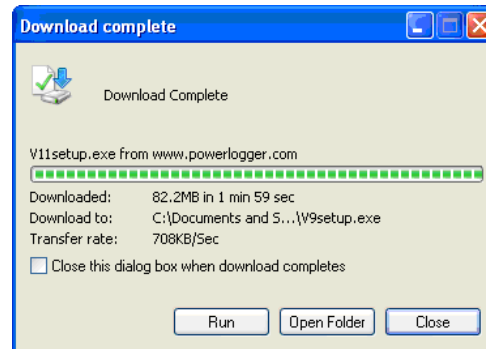 Download complete
Download Complete
V11setup.exe from www.powerlogger.com
Downloaded: 82.2MB in 1 min 59 sec
Download to: C:\Documents and S...\V9setup.exe
Transfer rate: 708KB/Sec
Close this dialog box when download completes
Run Open Folder Close